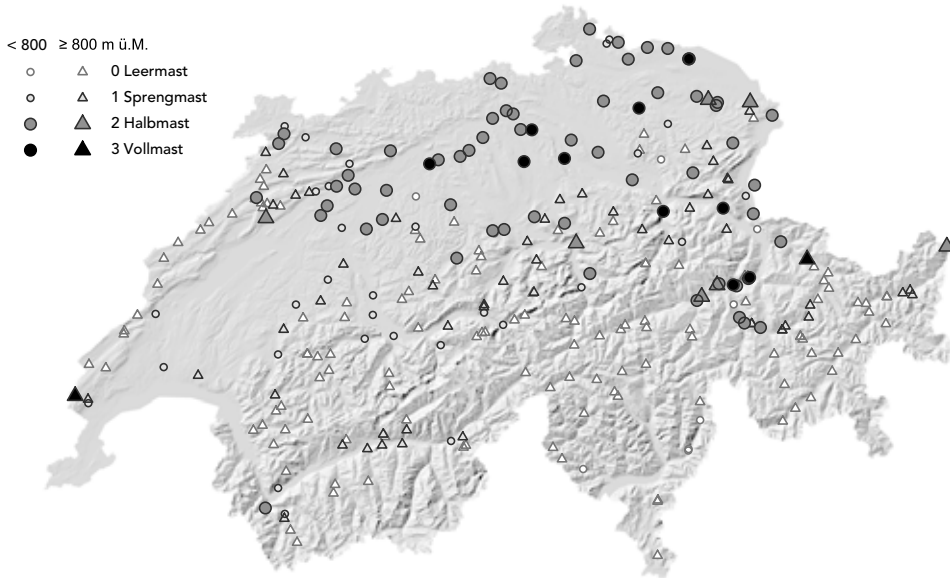 < 800 ≥ 800 m ü.M.
0 Leermast
1 Sprengmast
2 Halbmast
3 Vollmast